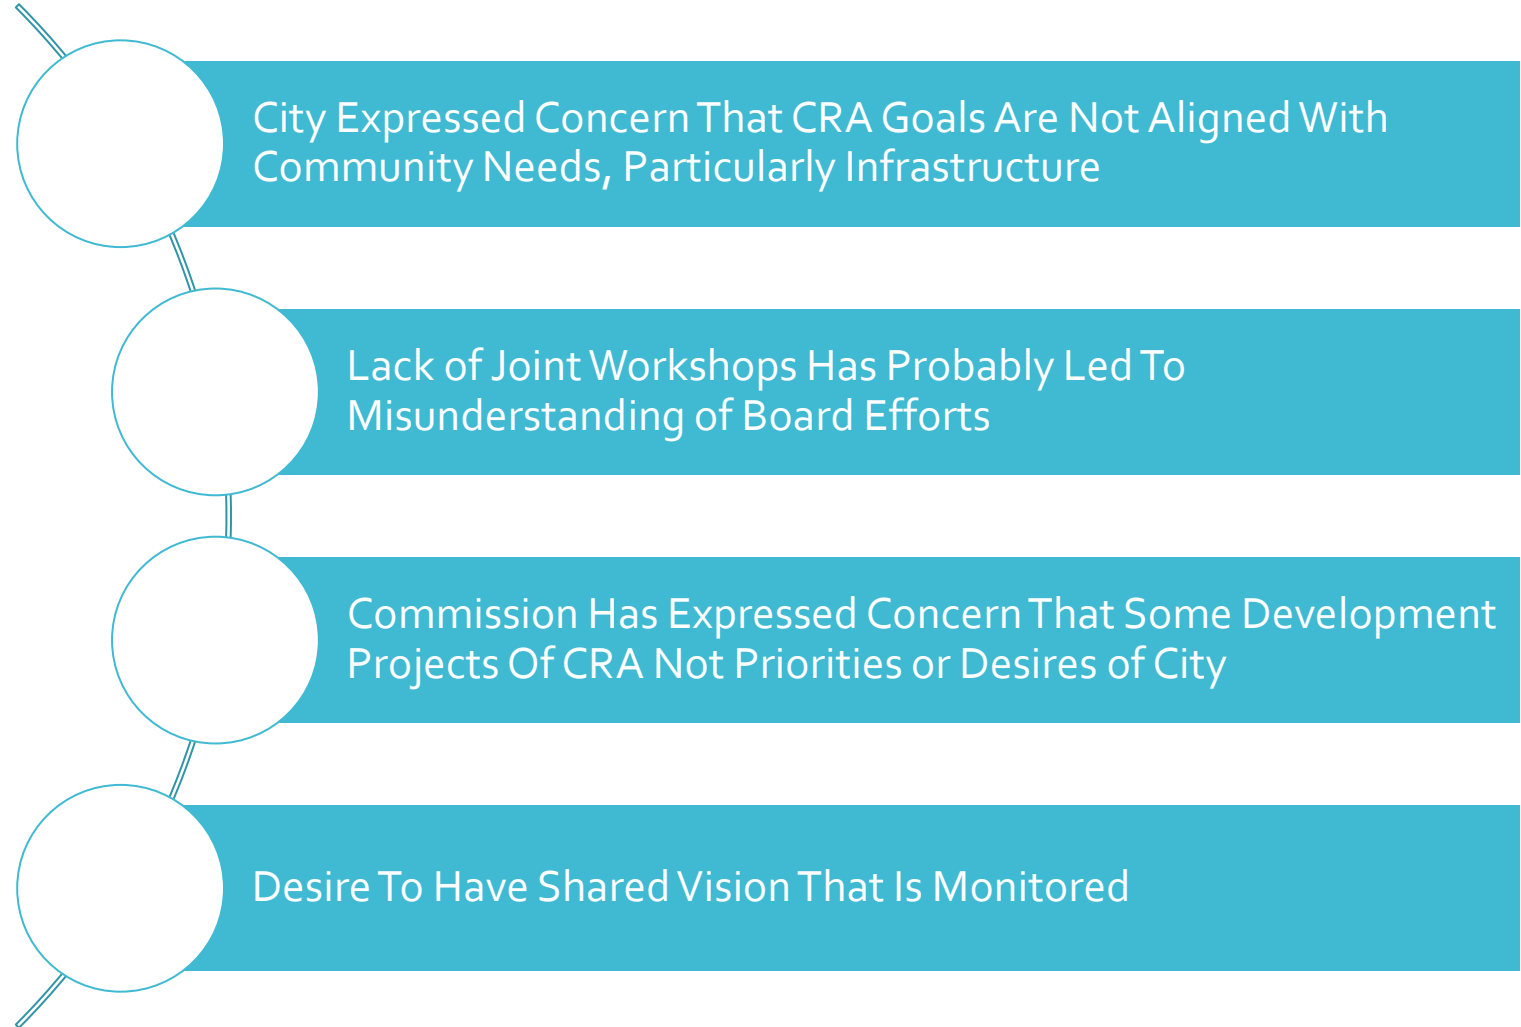 City Expressed Concern That CRA Goals Are Not Aligned With
Community Needs, Particularly Infrastructure
Lack of Joint Workshops Has Probably Led To
Misunderstanding of Board Efforts
Commission Has Expressed Concern That Some Development
Projects Of CRA Not Priorities or Desires of City
Desire To Have Shared Vision That Is Monitored